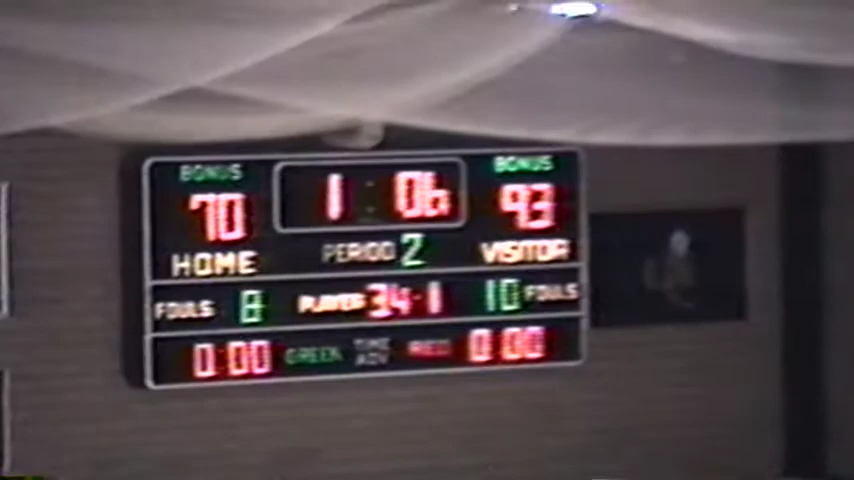 BONUS BONUS
70 1:06 93
HOME PERIOD 2 VISITOR
FOULS 8 PLAYER 34-1 10 FOULS
0:00 GREEN TIME ADV RED 0:00